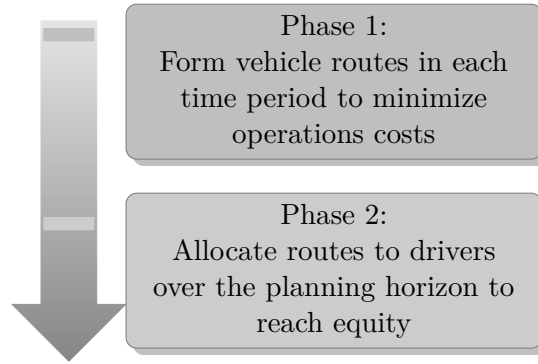 Phase 1:
Form vehicle routes in each
time period to minimize
operations costs
Phase 2:
Allocate routes to drivers
over the planning horizon to
reach equity